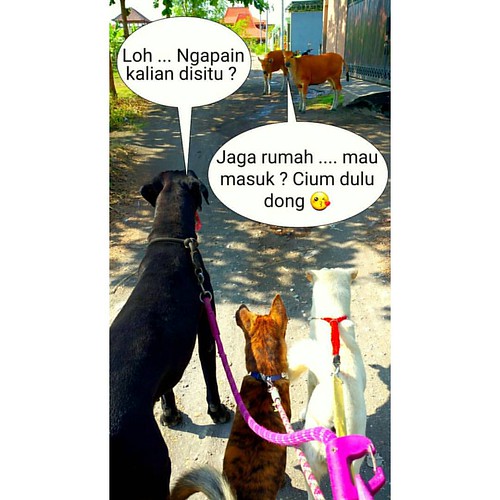 Loh ... Ngapain
kalian disitu ?
Jaga rumah .... mau
masuk ? Cium dulu
dong 😘